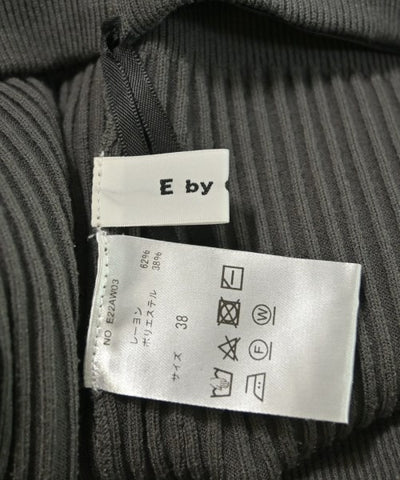 E by
NO E22AW03
レーヨン 62%
ポリエステル 38%
サイズ 38
W
F